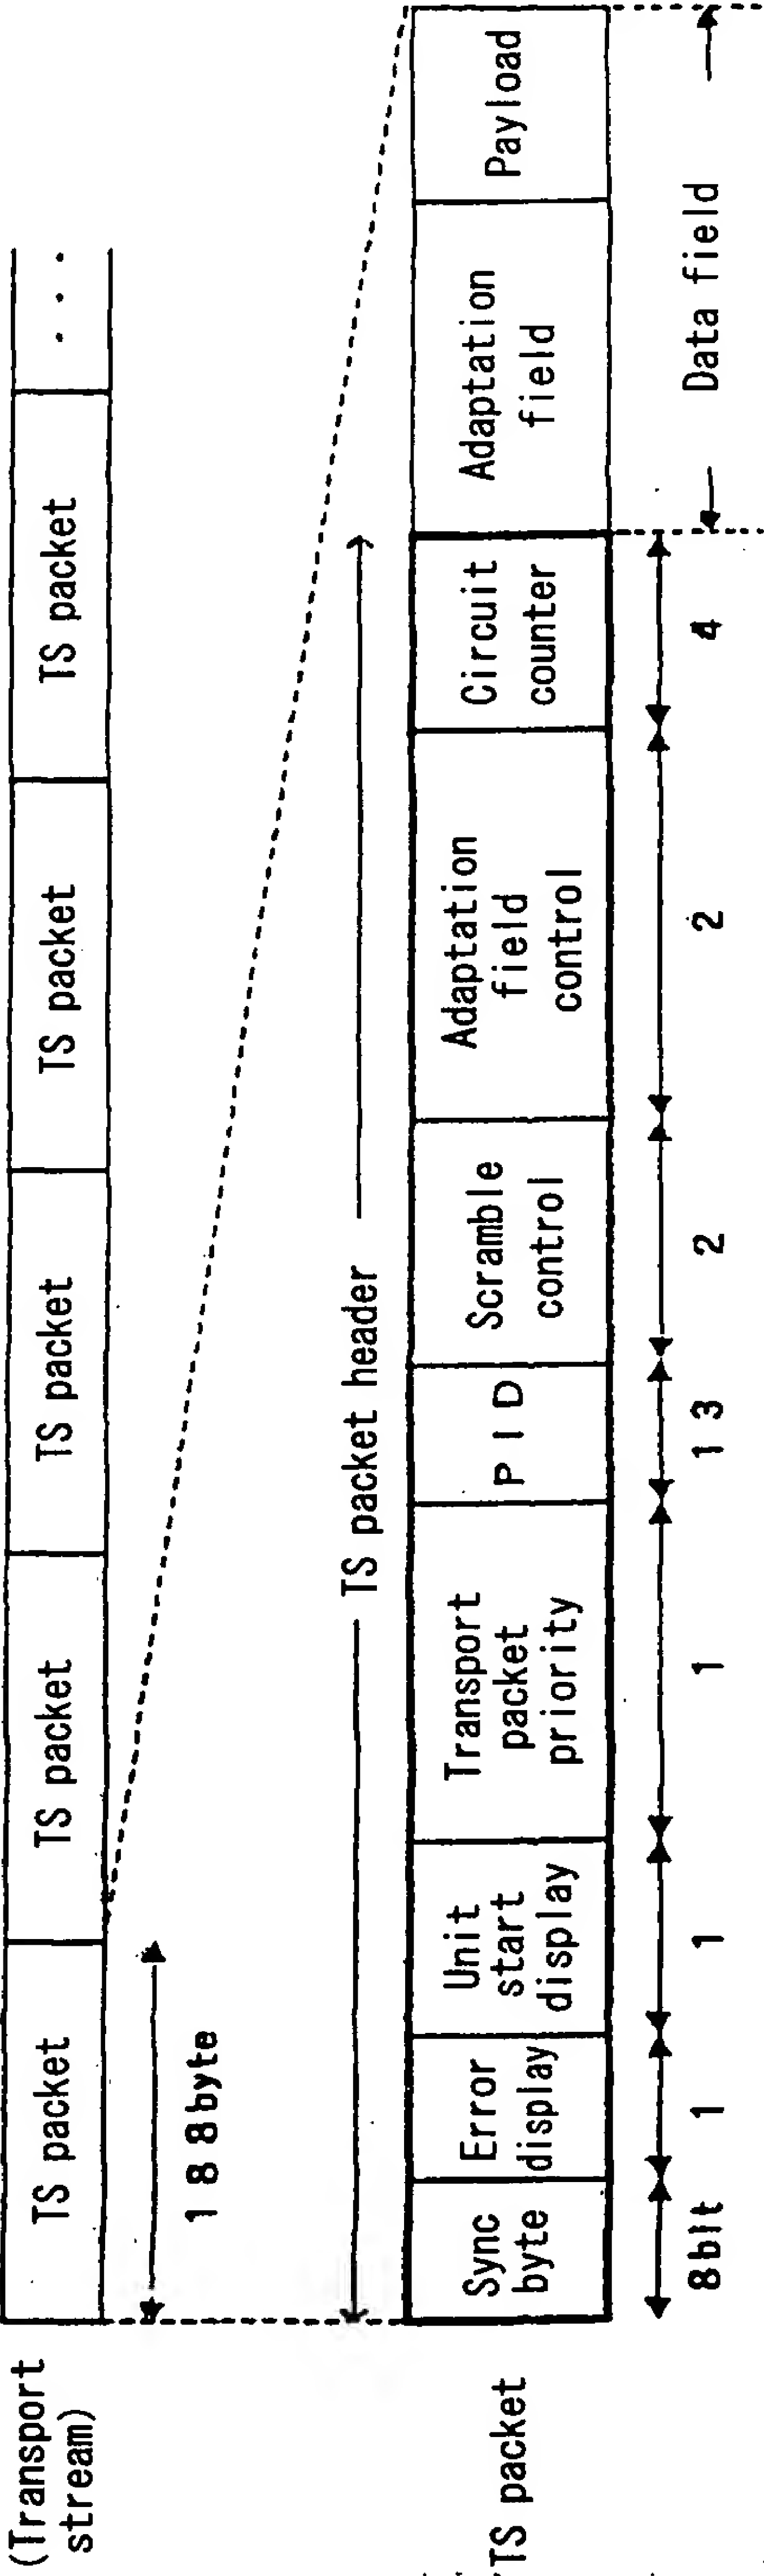 (Transport
stream)
TS packet
TS packet
TS packet
TS packet
TS packet
. . .
188byte
TS packet header
TS packet
Sync
byte
Error
display
Unit
start
display
Transport
packet
priority
PID
Scramble
control
Adaptation
field
control
Circuit
counter
Adaptation
field
Payload
8bit
1
1
1
13
2
2
4
Data field